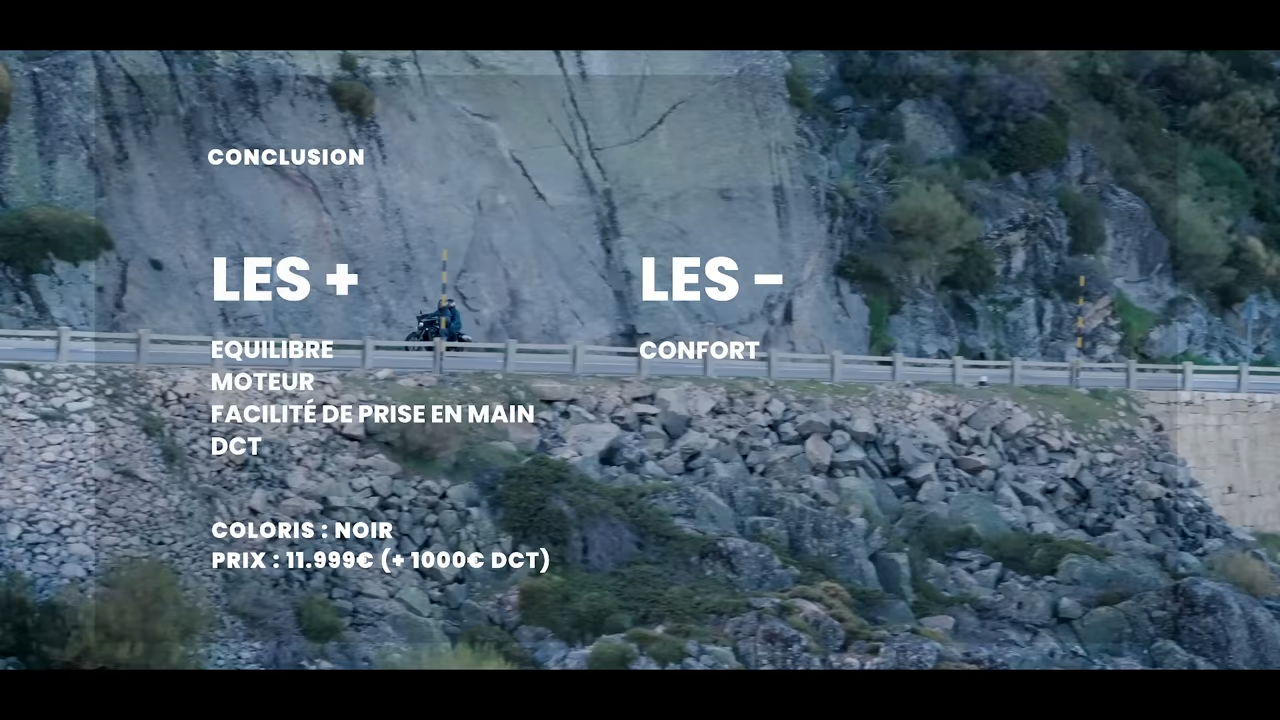 CONCLUSION
LES +
EQUILIBRE
MOTEUR
FACILITÉ DE PRISE EN MAIN
DCT
LES -
CONFORT
COLORIS : NOIR
PRIX : 11.999€ (+ 1000€ DCT)